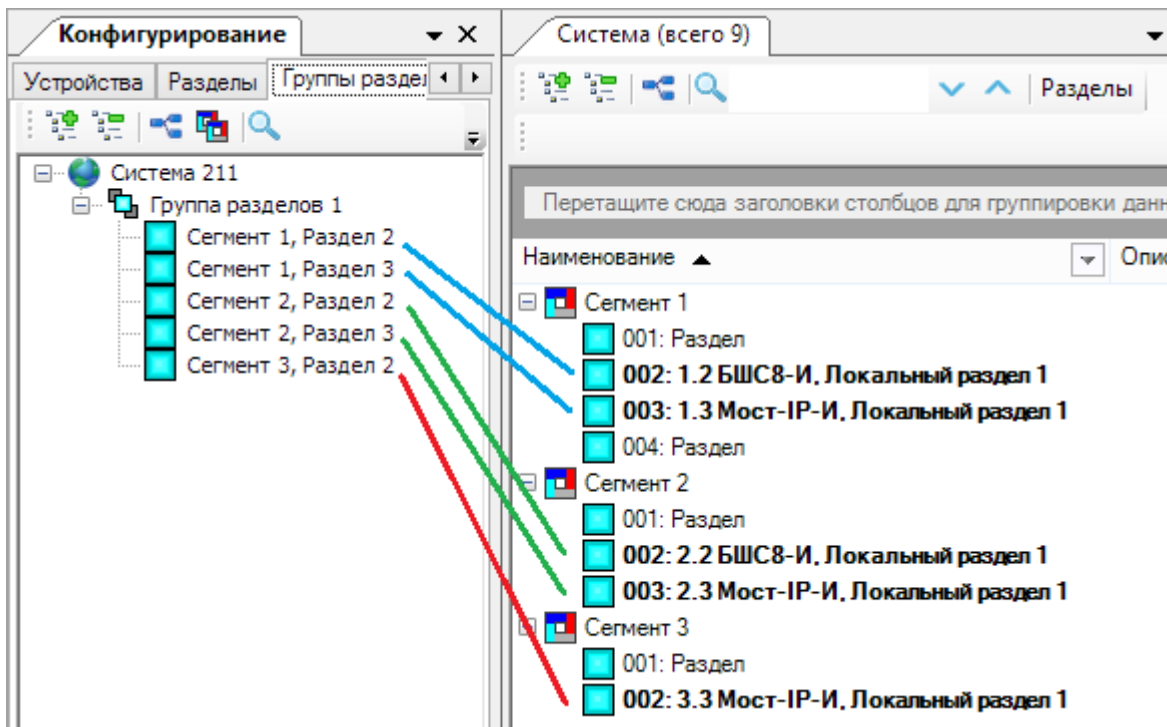 Конфигурирование
Устройства Разделы Группы раздел
Система 211
Группа разделов 1
Сегмент 1, Раздел 2
Сегмент 1, Раздел 3
Сегмент 2, Раздел 2
Сегмент 2, Раздел 3
Сегмент 3, Раздел 2
Система (всего 9)
Разделы
Перетащите сюда заголовки столбцов для группировки данн
Наименование Опис
Сегмент 1
001: Раздел
002: 1.2 БШС8-И, Локальный раздел 1
003: 1.3 Мост-IP-И, Локальный раздел 1
004: Раздел
Сегмент 2
001: Раздел
002: 2.2 БШС8-И, Локальный раздел 1
003: 2.3 Мост-IP-И, Локальный раздел 1
Сегмент 3
001: Раздел
002: 3.3 Мост-IP-И, Локальный раздел 1